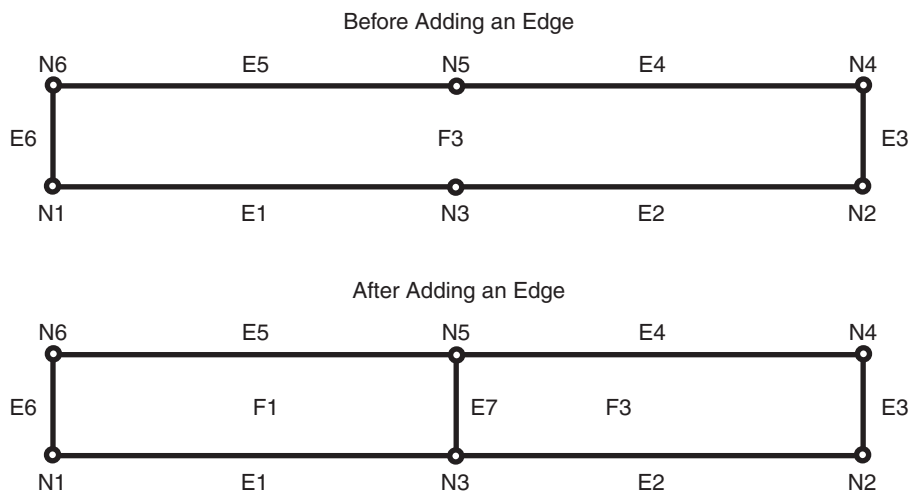 Before Adding an Edge
N6 E5 N5 E4 N4
E6 F3 E3
N1 E1 N3 E2 N2
After Adding an Edge
N6 E5 N5 E4 N4
E6 F1 E7 F3 E3
N1 E1 N3 E2 N2